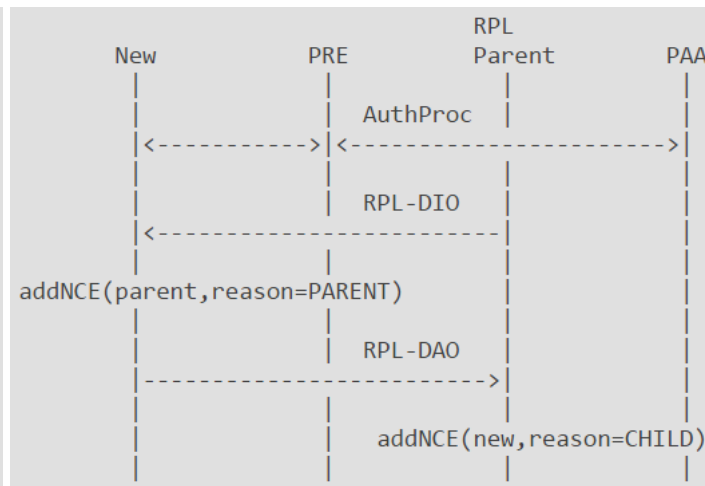 RPL
New PRE Parent PAA
AuthProc
|<----------->|<----------------------->|
RPL-DIO
|<-------------------------|
addNCE(parent,reason=PARENT)
RPL-DAO
|------------------------->|
addNCE(new,reason=CHILD)